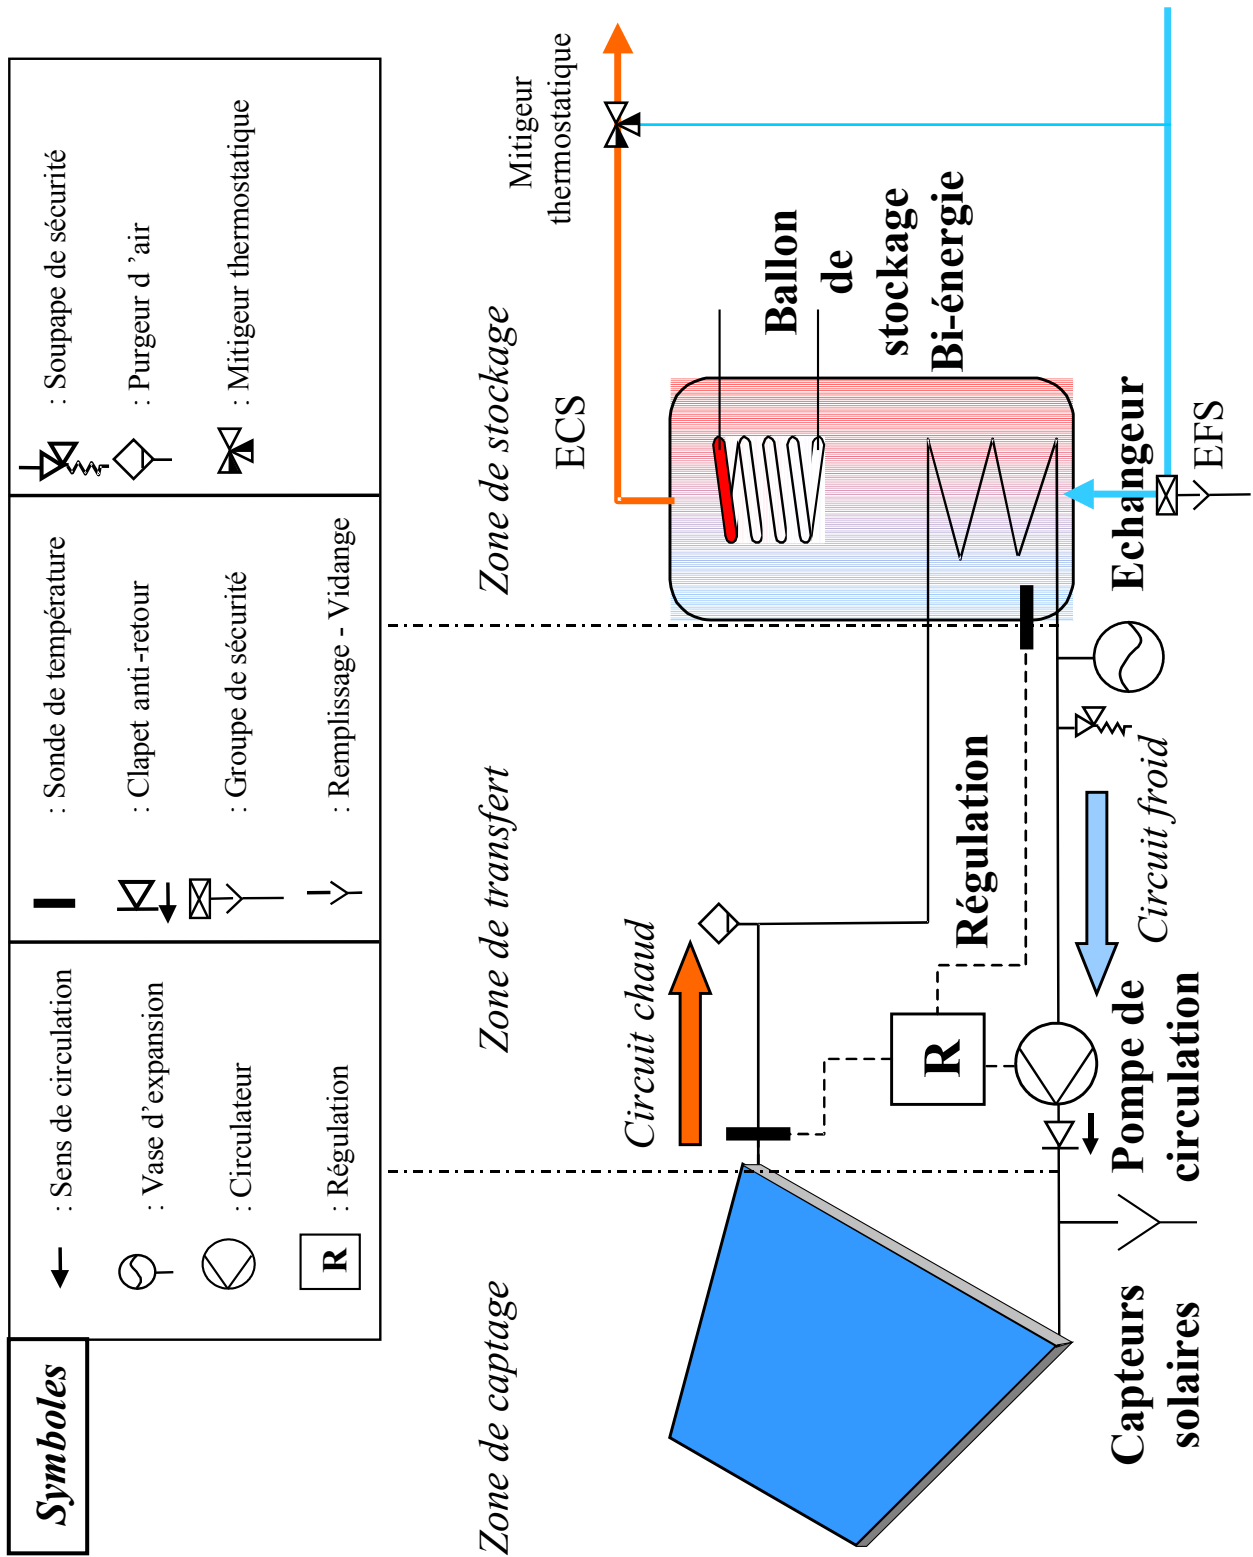 Symboles
: Sens de circulation
: Vase d'expansion
: Circulateur
R
: Régulation
: Sonde de température
: Clapet anti-retour
: Groupe de sécurité
: Remplissage - Vidange
: Soupape de sécurité
: Purgeur d ’air
: Mitigeur thermostatique
Zone de captage
Zone de transfert
Zone de stockage
Circuit chaud
ECS
Mitigeur
thermostatique
Ballon
de
stockage
Bi-énergie
R
Régulation
Capteurs
solaires
Pompe de
circulation
Circuit froid
Echangeur
EFS